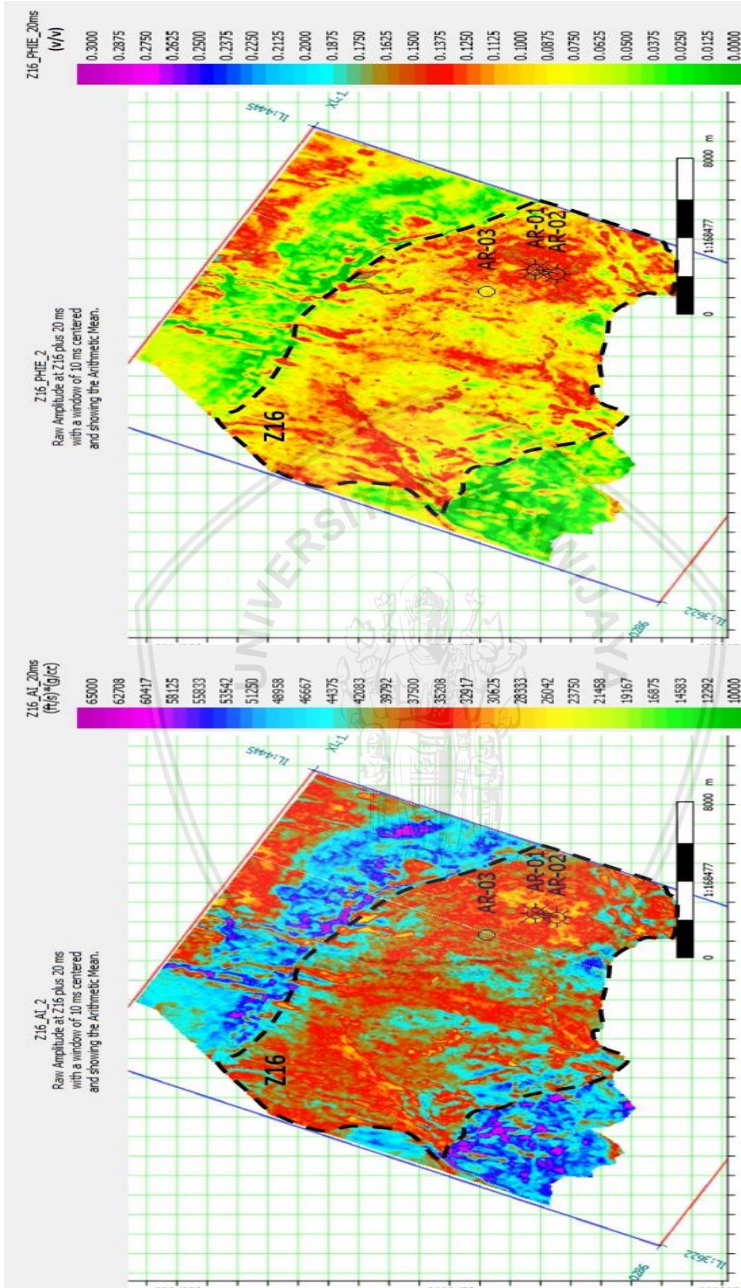 Z16_AI_2
Raw Amplitude at Z16 plus 20 ms
with a window of 10 ms centered
and showing the Arithmetic Mean.
Z16_AI_20ms
(ft/s)*(g/cc)
65000
62708
60417
58125
55833
53542
51250
48958
46667
44375
42083
39792
37500
35208
32917
30625
28333
26042
23750
21458
19167
16875
14583
12292
10000
IL:4445
Z16
AR-03
AR-01
AR-02
IL:3622
0 8000 m
1:168477
Z16_PHIE_2
Raw Amplitude at Z16 plus 20 ms
with a window of 10 ms centered
and showing the Arithmetic Mean.
Z16_PHIE_20ms
(v/v)
0.3000
0.2875
0.2750
0.2625
0.2500
0.2375
0.2250
0.2125
0.2000
0.1875
0.1750
0.1625
0.1500
0.1375
0.1250
0.1125
0.1000
0.0875
0.0750
0.0625
0.0500
0.0375
0.0250
0.0125
0.0000
IL:4445
Z16
AR-03
AR-01
AR-02
IL:3622
0 8000 m
1:168477